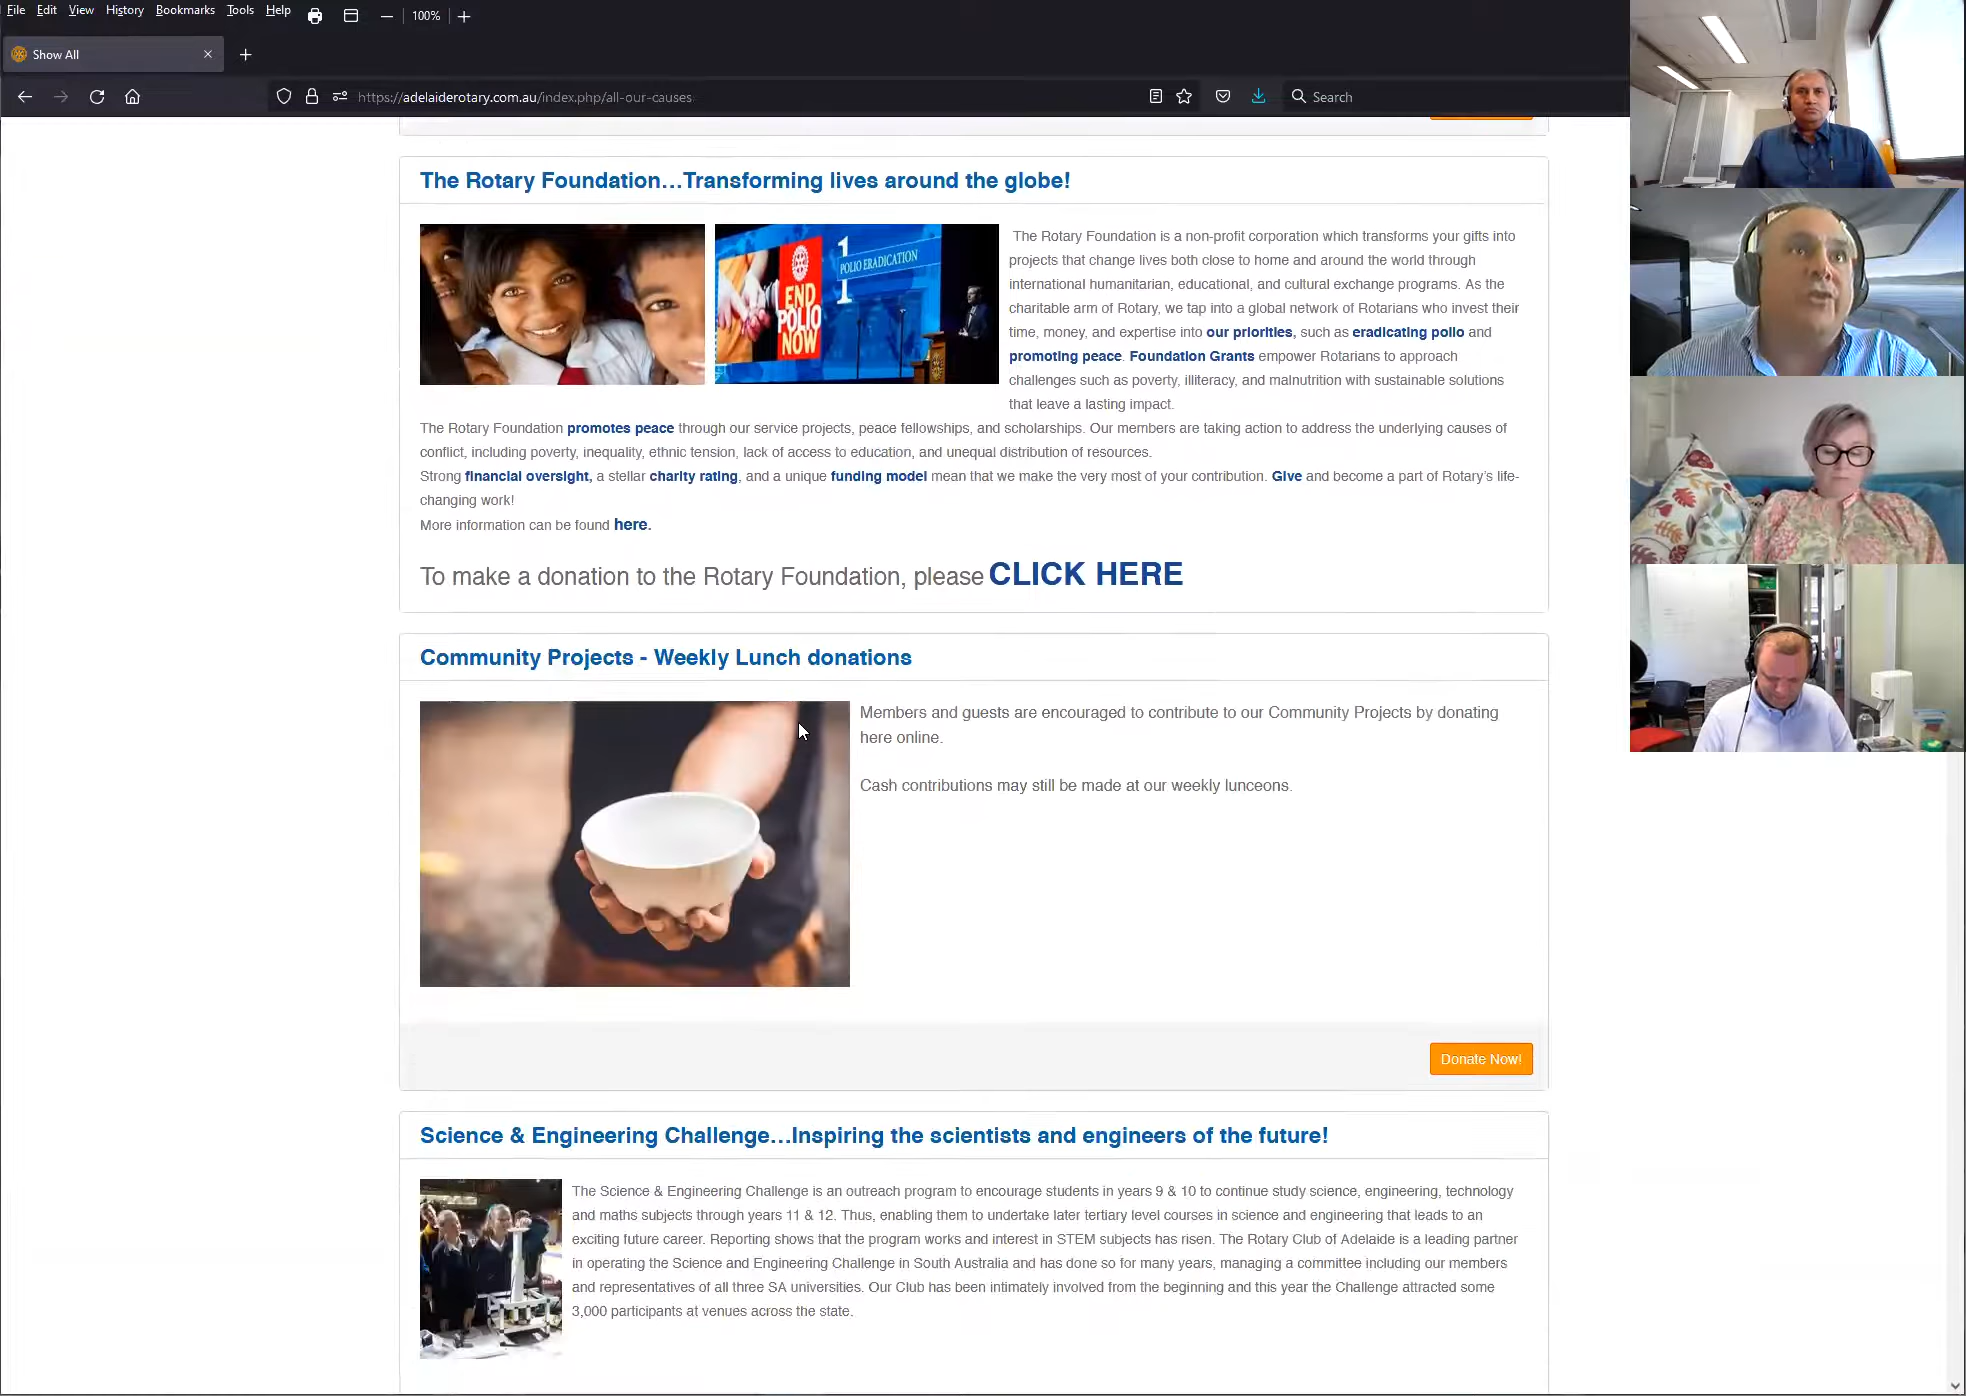 File Edit View History Bookmarks Tools Help 100%
Show All
https://adelaiderotary.com.au/index.php/all-our-causes
Search
The Rotary Foundation...Transforming lives around the globe!
END
POLIO
NOW
1
POLIO ERADICATION
The Rotary Foundation is a non-profit corporation which transforms your gifts into
projects that change lives both close to home and around the world through
international humanitarian, educational, and cultural exchange programs. As the
charitable arm of Rotary, we tap into a global network of Rotarians who invest their
time, money, and expertise into our priorities, such as eradicating polio and
promoting peace. Foundation Grants empower Rotarians to approach
challenges such as poverty, illiteracy, and malnutrition with sustainable solutions
that leave a lasting impact.
The Rotary Foundation promotes peace through our service projects, peace fellowships, and scholarships. Our members are taking action to address the underlying causes of
conflict, including poverty, inequality, ethnic tension, lack of access to education, and unequal distribution of resources.
Strong financial oversight, a stellar charity rating, and a unique funding model mean that we make the very most of your contribution. Give and become a part of Rotary's life-
changing work!
More information can be found here.
To make a donation to the Rotary Foundation, please CLICK HERE
Community Projects - Weekly Lunch donations
Members and guests are encouraged to contribute to our Community Projects by donating
here online.
Cash contributions may still be made at our weekly lunceons.
Donate Now!
Science & Engineering Challenge...Inspiring the scientists and engineers of the future!
The Science & Engineering Challenge is an outreach program to encourage students in years 9 & 10 to continue study science, engineering, technology
and maths subjects through years 11 & 12. Thus, enabling them to undertake later tertiary level courses in science and engineering that leads to an
exciting future career. Reporting shows that the program works and interest in STEM subjects has risen. The Rotary Club of Adelaide is a leading partner
in operating the Science and Engineering Challenge in South Australia and has done so for many years, managing a committee including our members
and representatives of all three SA universities. Our Club has been intimately involved from the beginning and this year the Challenge attracted some
3,000 participants at venues across the state.